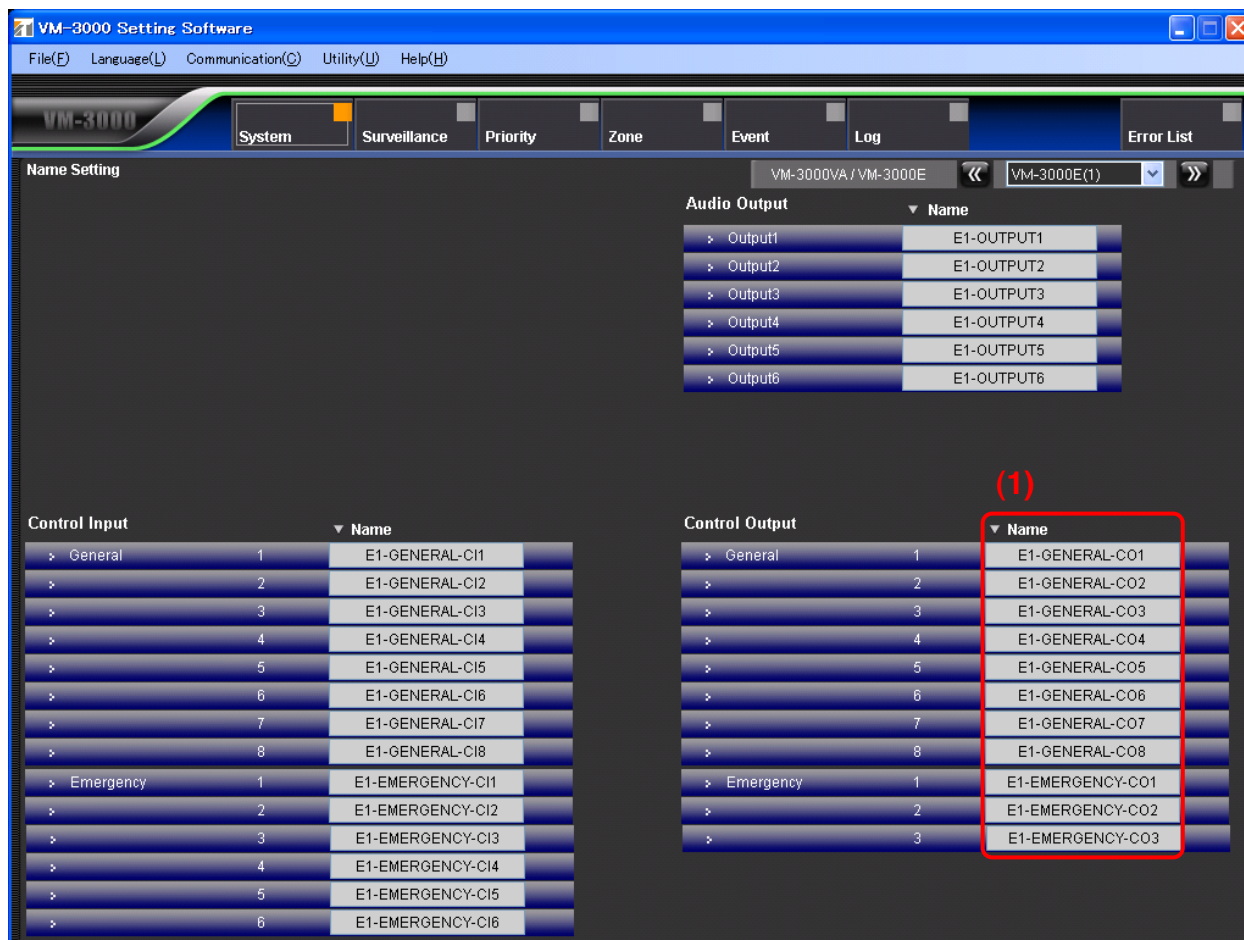 VM-3000 Setting Software
File(F) Language(L) Communication(C) Utility(U) Help(H)
VM-3000
System Surveillance Priority Zone Event Log Error List
Name Setting
VM-3000VA / VM-3000E VM-3000E(1)
Audio Output Name
Output1 E1-OUTPUT1
Output2 E1-OUTPUT2
Output3 E1-OUTPUT3
Output4 E1-OUTPUT4
Output5 E1-OUTPUT5
Output6 E1-OUTPUT6
(1)
Control Input Name
General 1 E1-GENERAL-CI1
2 E1-GENERAL-CI2
3 E1-GENERAL-CI3
4 E1-GENERAL-CI4
5 E1-GENERAL-CI5
6 E1-GENERAL-CI6
7 E1-GENERAL-CI7
8 E1-GENERAL-CI8
Emergency 1 E1-EMERGENCY-CI1
2 E1-EMERGENCY-CI2
3 E1-EMERGENCY-CI3
4 E1-EMERGENCY-CI4
5 E1-EMERGENCY-CI5
6 E1-EMERGENCY-CI6
Control Output Name
General 1 E1-GENERAL-CO1
2 E1-GENERAL-CO2
3 E1-GENERAL-CO3
4 E1-GENERAL-CO4
5 E1-GENERAL-CO5
6 E1-GENERAL-CO6
7 E1-GENERAL-CO7
8 E1-GENERAL-CO8
Emergency 1 E1-EMERGENCY-CO1
2 E1-EMERGENCY-CO2
3 E1-EMERGENCY-CO3